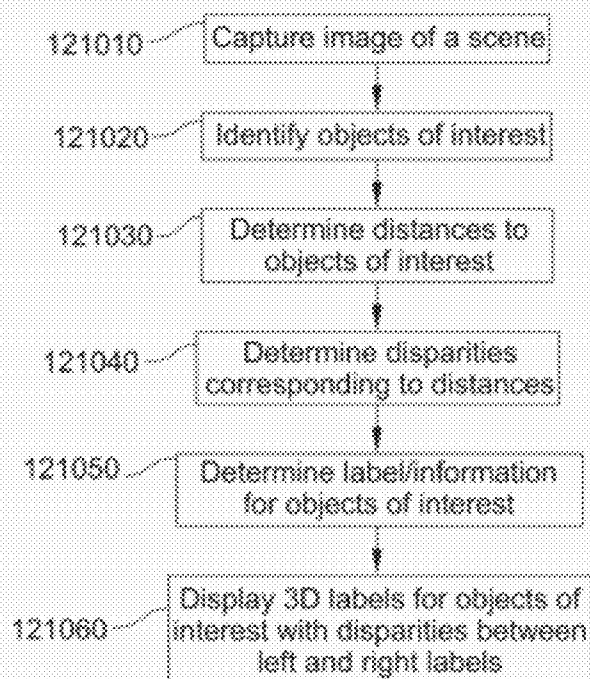 121010
Capture image of a scene
121020
Identify objects of interest
121030
Determine distances to
objects of interest
121040
Determine disparities
corresponding to distances
121050
Determine label/information
for objects of interest
121060
Display 3D labels for objects of
interest with disparities between
left and right labels